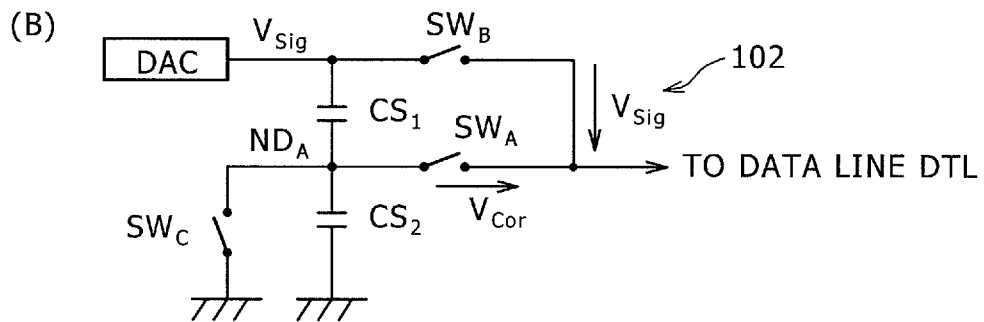 (B)
DAC
V_Sig
SW_B
102
CS_1
V_Sig
ND_A
SW_A
TO DATA LINE DTL
V_Cor
CS_2
SW_C